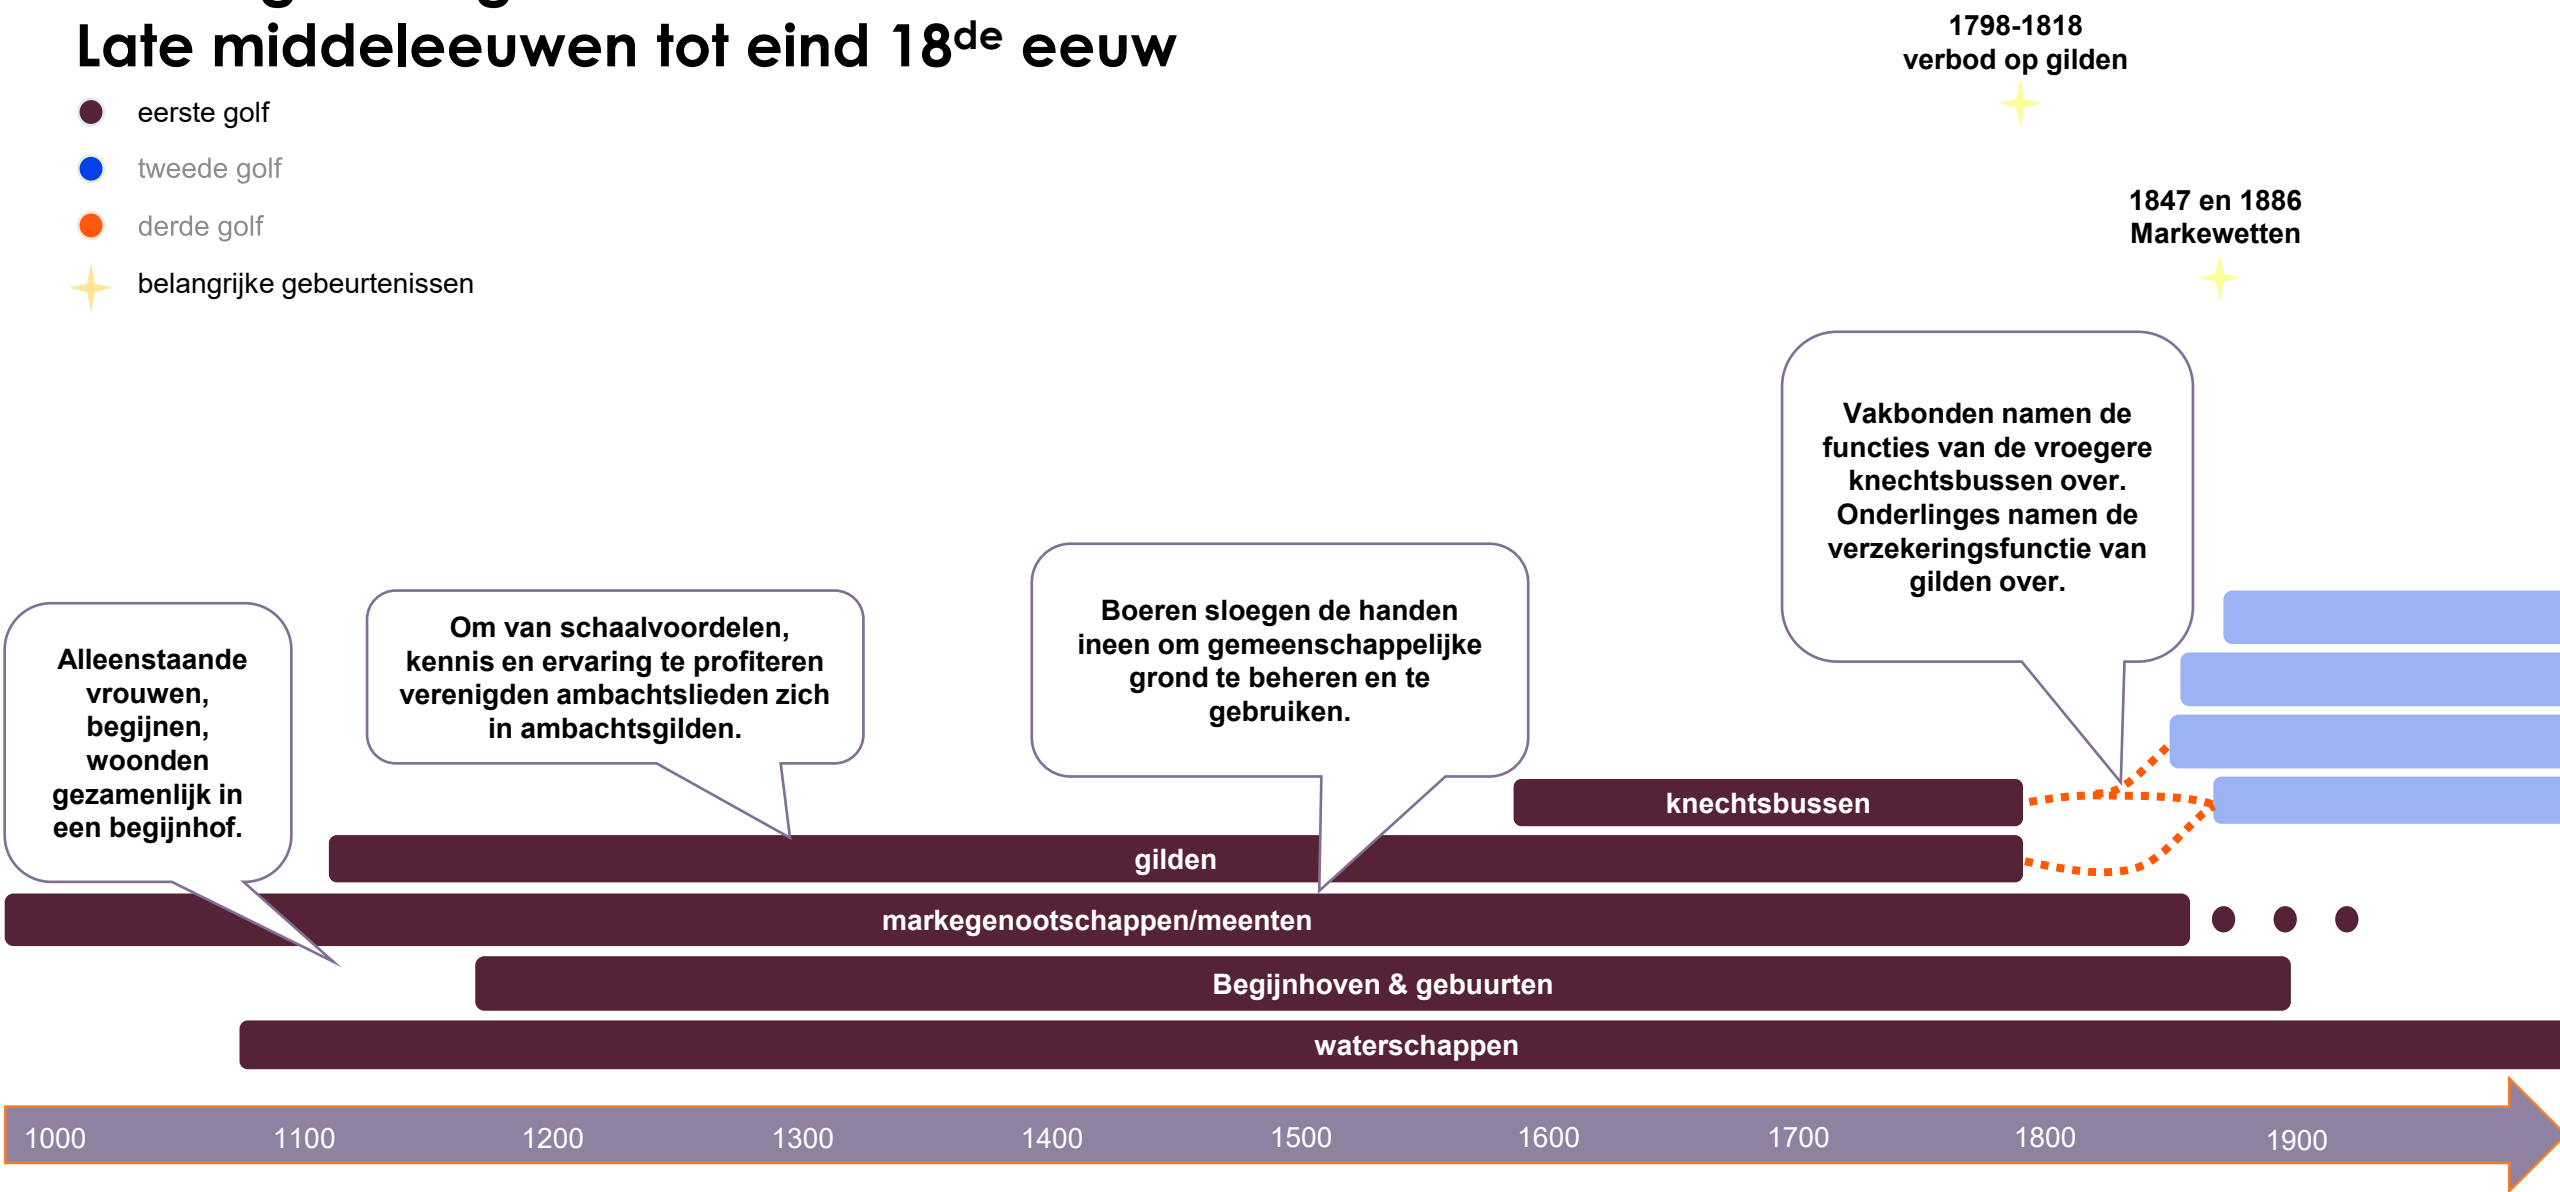 Late middeleeuwen tot eind 18de eeuw
eerste golf
tweede golf
derde golf
belangrijke gebeurtenissen
1798-1818
verbod op gilden
1847 en 1886
Markewetten
Vakbonden namen de
functies van de vroegere
knechtsbussen over.
Onderlinges namen de
verzekeringsfunctie van
gilden over.
Boeren sloegen de handen
ineen om gemeenschappelijke
grond te beheren en te
gebruiken.
Om van schaalvoordelen,
kennis en ervaring te profiteren
verenigden ambachtslieden zich
in ambachtsgilden.
Alleenstaande
vrouwen,
begijnen,
woonden
gezamenlijk in
een begijnhof.
knechtsbussen
gilden
markegenootschappen/meenten
Begijnhoven & gebuurten
waterschappen
1000 1100 1200 1300 1400 1500 1600 1700 1800 1900